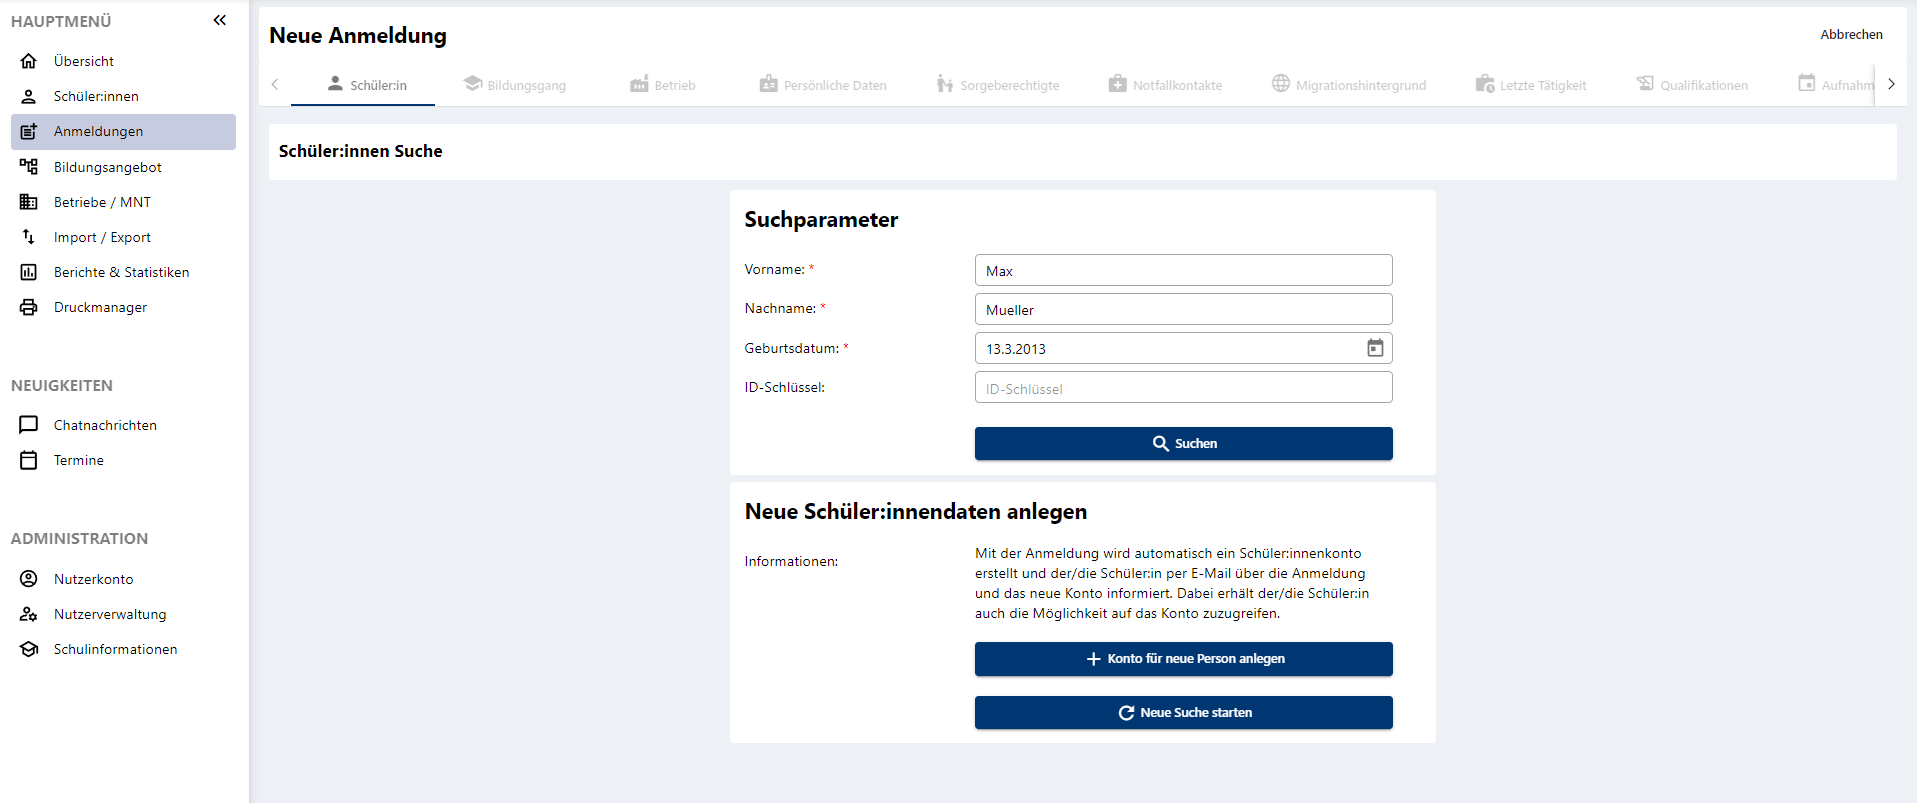 HAUPTMENÜ
Übersicht
Schüler:innen
Anmeldungen
Bildungsangebot
Betriebe / MNT
Import / Export
Berichte & Statistiken
Druckmanager
NEUIGKEITEN
Chatnachrichten
Termine
ADMINISTRATION
Nutzerkonto
Nutzerverwaltung
Schulinformationen
Neue Anmeldung
Abbrechen
Schüler:in
Bildungsgang
Betrieb
Persönliche Daten
Sorgeberechtigte
Notfallkontakte
Migrationshintergrund
Letzte Tätigkeit
Qualifikationen
Aufnahm
Schüler:innen Suche
Suchparameter
Vorname: *
Max
Nachname: *
Mueller
Geburtsdatum: *
13.3.2013
ID-Schlüssel:
ID-Schlüssel
Suchen
Neue Schüler:innendaten anlegen
Informationen:
Mit der Anmeldung wird automatisch ein Schüler:innenkonto
erstellt und der/die Schüler:in per E-Mail über die Anmeldung
und das neue Konto informiert. Dabei erhält der/die Schüler:in
auch die Möglichkeit auf das Konto zuzugreifen.
Konto für neue Person anlegen
Neue Suche starten